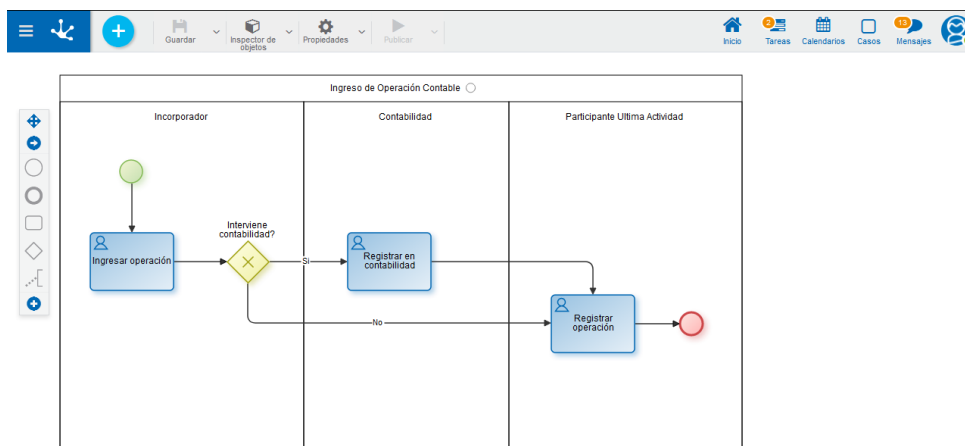 Guardar
Inspector de
objetos
Propiedades
Publicar
Inicio
2
Tareas
Calendarios
Casos
13
Mensajes
Ingreso de Operación Contable
Incorporador
Contabilidad
Participante Ultima Actividad
Interviene
contabilidad?
Ingresar operación
Si
Registrar en
contabilidad
No
Registrar
operación